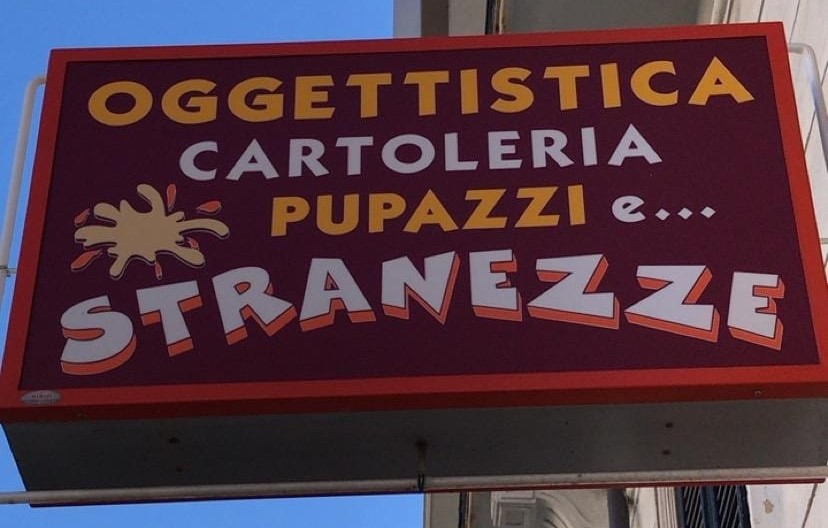 OGGETTISTICA
CARTOLERIA
PUPAZZI e...
STRANEZZE